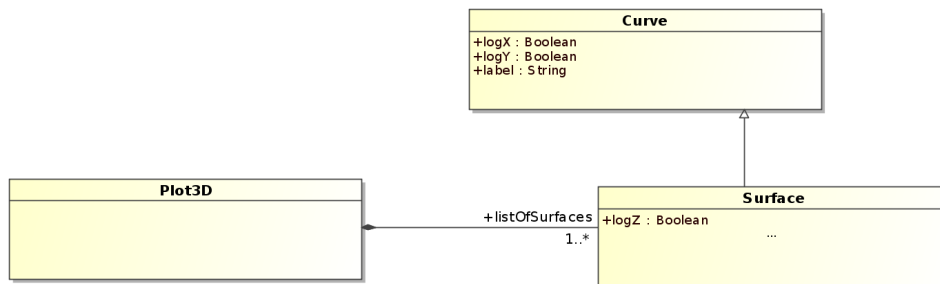 Curve
+logX : Boolean
+logY : Boolean
+label : String
Plot3D
+listOfSurfaces
1..*
Surface
+logZ : Boolean
...